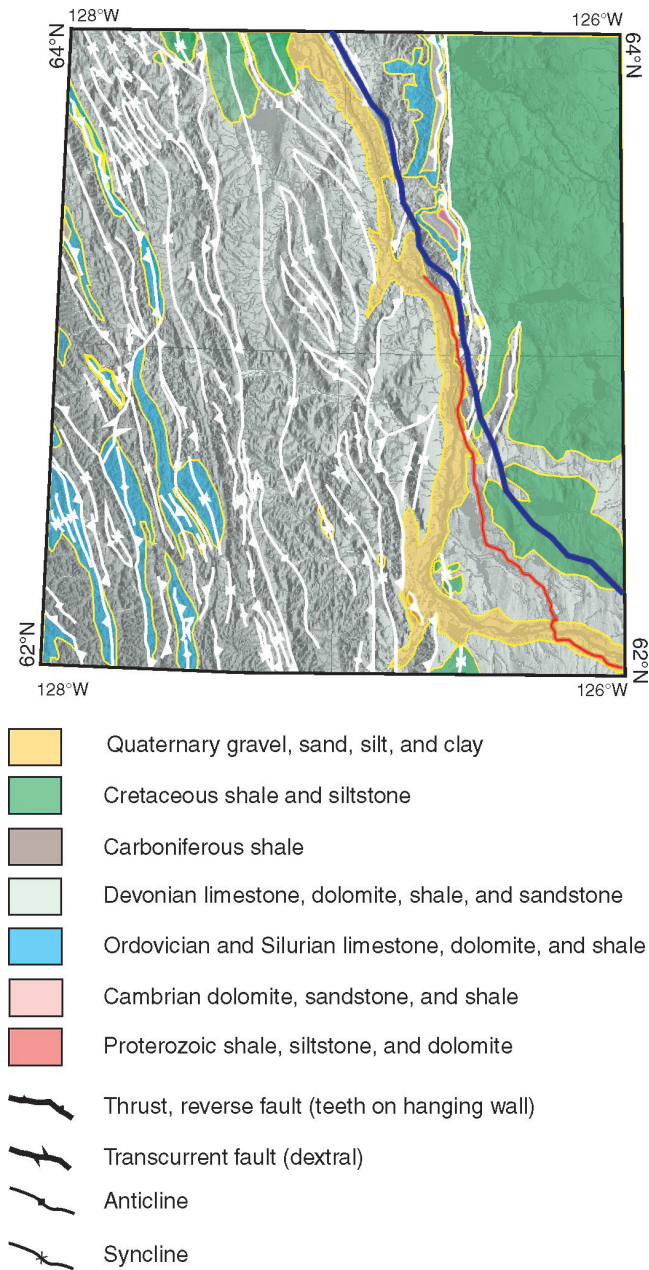 128°W
126°W
64°N
64°N
62°N
62°N
128°W
126°W
Quaternary gravel, sand, silt, and clay
Cretaceous shale and siltstone
Carboniferous shale
Devonian limestone, dolomite, shale, and sandstone
Ordovician and Silurian limestone, dolomite, and shale
Cambrian dolomite, sandstone, and shale
Proterozoic shale, siltstone, and dolomite
Thrust, reverse fault (teeth on hanging wall)
Transcurrent fault (dextral)
Anticline
Syncline